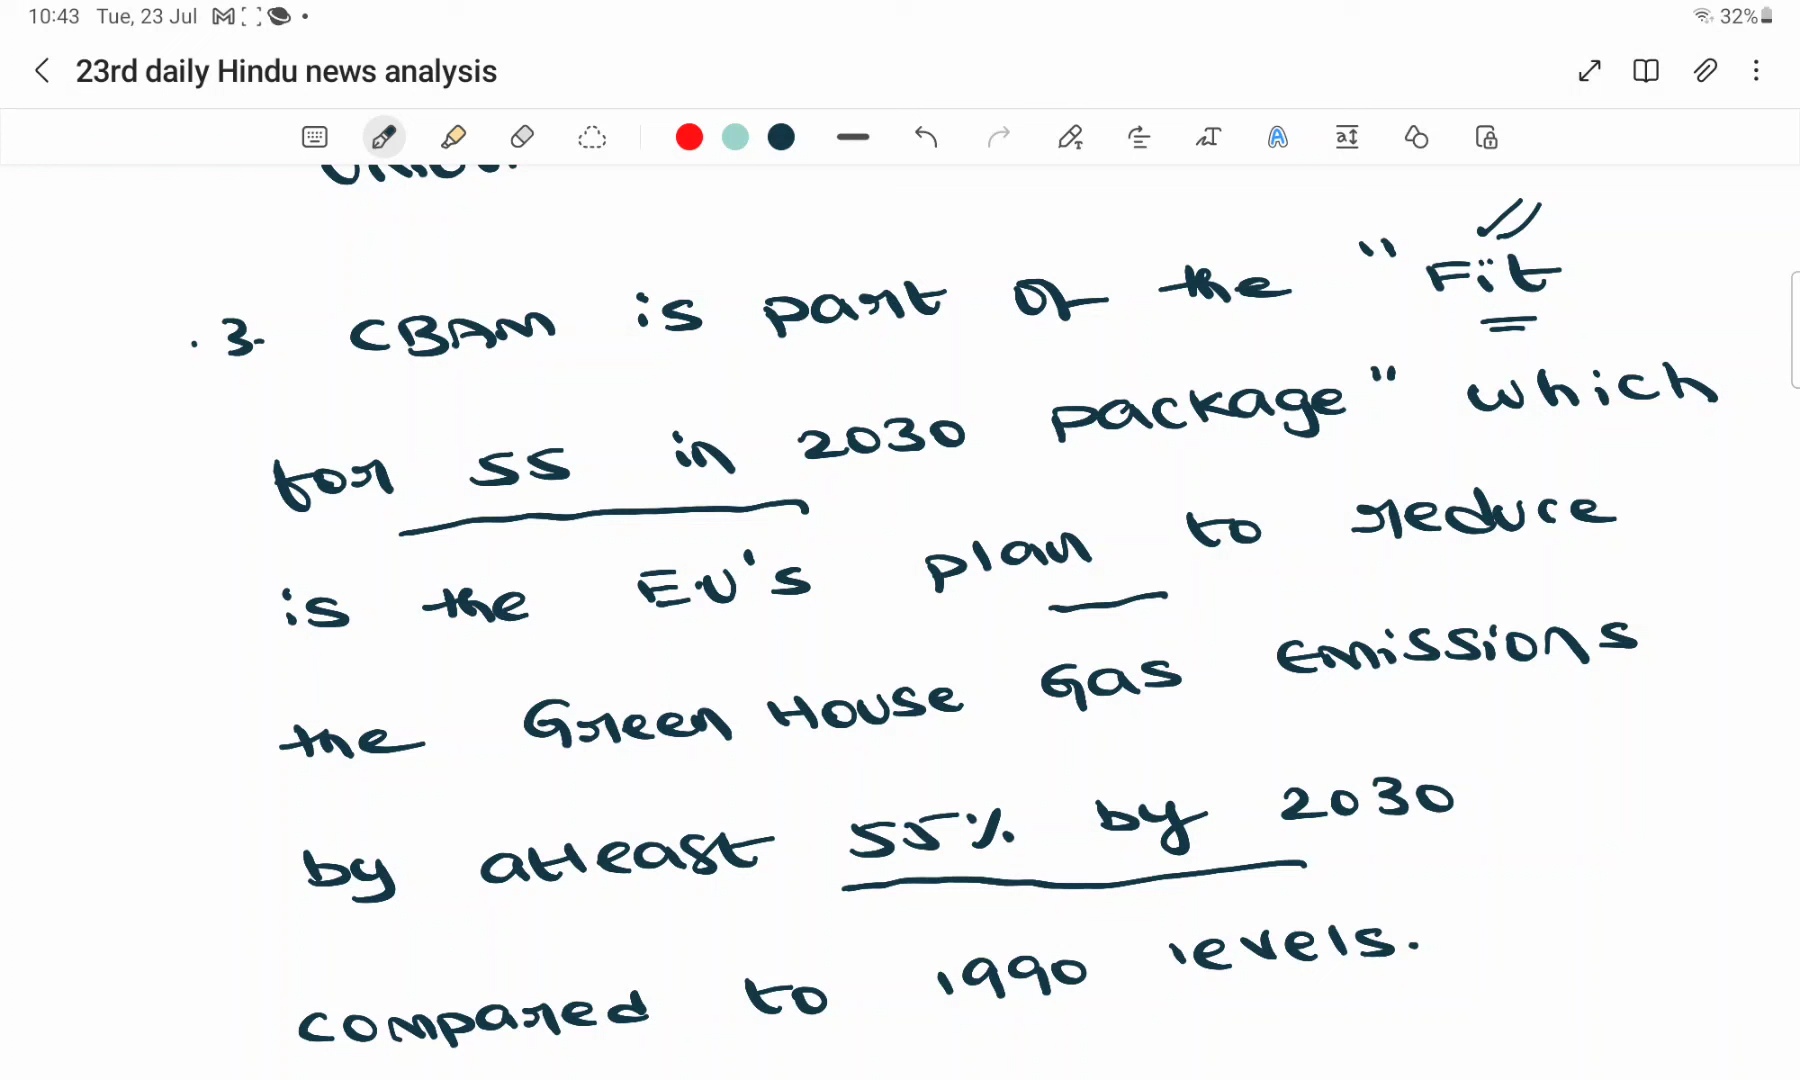 10:43 Tue, 23 Jul 32%
23rd daily Hindu news analysis
3. CBAM is part of the "Fit
for 55 in 2030 package" which
is the E.U's plan to reduce
the Green House Gas Emissions
by atleast 55% by 2030
compared to 1990 levels.